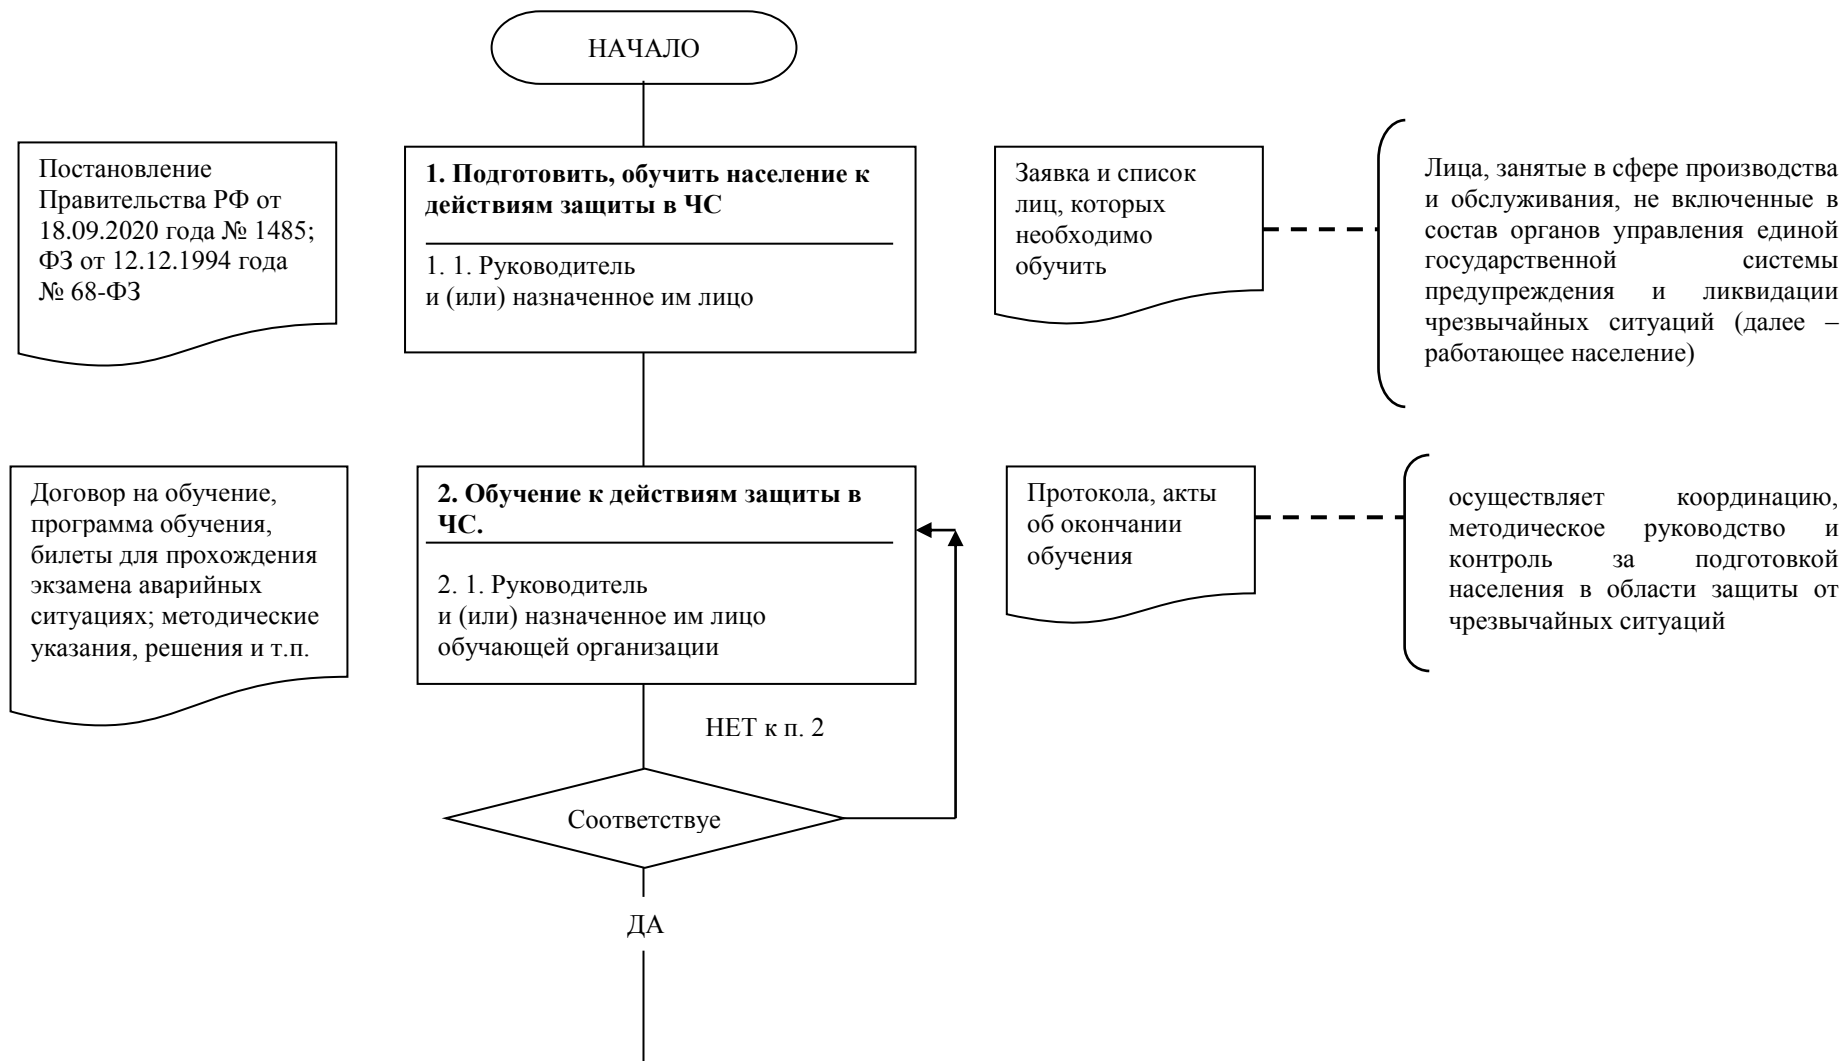 НАЧАЛО
Постановление
Правительства РФ от
18.09.2020 года № 1485;
ФЗ от 12.12.1994 года
№ 68-ФЗ
1. Подготовить, обучить население к
действиям защиты в ЧС
1. 1. Руководитель
и (или) назначенное им лицо
Заявка и список
лиц, которых
необходимо
обучить
Лица, занятые в сфере производства
и обслуживания, не включенные в
состав органов управления единой
государственной системы
предупреждения и ликвидации
чрезвычайных ситуаций (далее –
работающее население)
Договор на обучение,
программа обучения,
билеты для прохождения
экзамена аварийных
ситуациях; методические
указания, решения и т.п.
2. Обучение к действиям защиты в
ЧС.
2. 1. Руководитель
и (или) назначенное им лицо
обучающей организации
Протокола, акты
об окончании
обучения
осуществляет координацию,
методическое руководство и
контроль за подготовкой
населения в области защиты от
чрезвычайных ситуаций
НЕТ к п. 2
Соответствуе
ДА